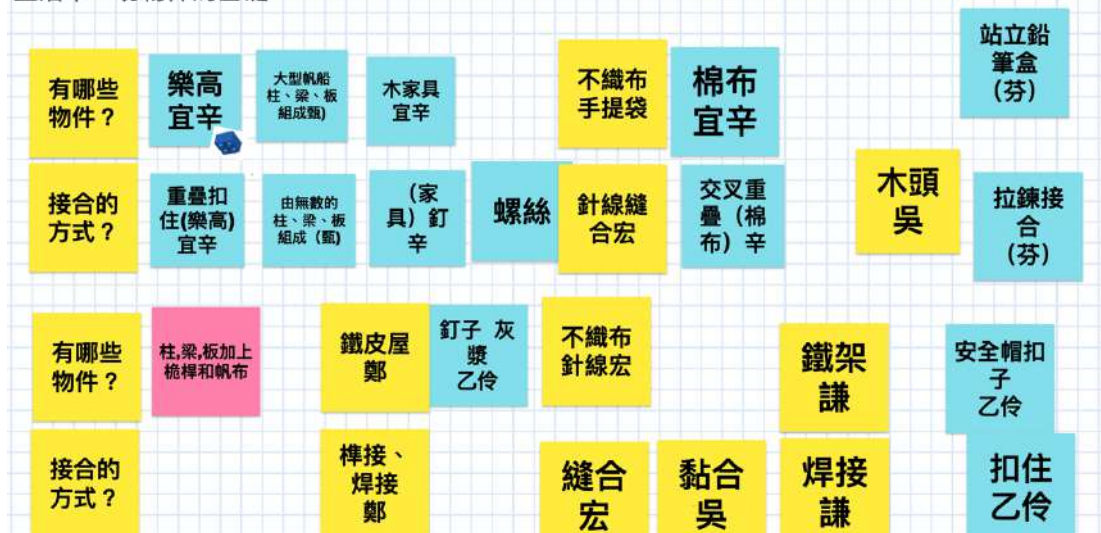 有哪些
物件？
樂高
宜辛
大型帆船
柱、梁、板
組成甄)
木家具
宜辛
不織布
手提袋
棉布
宜辛
站立鉛
筆盒
(芬)
接合的
方式？
重疊扣
住(樂高)
宜辛
由無數的
柱、梁、板
組成（甄)
（家
具）釘
辛
螺絲
針線縫
合宏
交叉重
疊（棉
布）辛
木頭
吳
拉鍊接
合
（芬）
有哪些
物件？
柱,梁,板加上
桅桿和帆布
鐵皮屋
鄭
釘子 灰
漿
乙伶
不織布
針線宏
鐵架
謙
安全帽扣
子
乙伶
接合的
方式？
榫接、
焊接
鄭
縫合
宏
黏合
吳
焊接
謙
扣住
乙伶